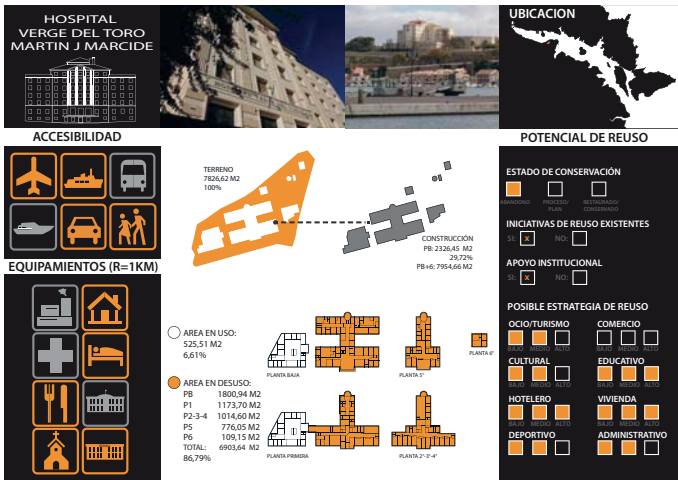 HOSPITAL
VERGE DEL TORO
MARTIN J MARCIDE
UBICACION
ACCESIBILIDAD
EQUIPAMIENTOS (R=1KM)
TERRENO
7826,62 M2
100%
CONSTRUCCIÓN
PB: 2326,45 M2
29,72%
PB+6: 7954,66 M2
AREA EN USO:
525,51 M2
6,61%
AREA EN DESUSO:
PB 1800,94 M2
P1 1173,70 M2
P2-3-4 1014,60 M2
P5 776,05 M2
P6 109,15 M2
TOTAL: 6903,64 M2
86,79%
PLANTA BAJA
PLANTA 5°
PLANTA 6°
PLANTA PRIMERA
PLANTA 2°-3°-4°
POTENCIAL DE REUSO
ESTADO DE CONSERVACIÓN
ABANDONO PROCESO/ RESTAURADO/
PLAN CONSERVADO
INICIATIVAS DE REUSO EXISTENTES
SI: x NO:
APOYO INSTITUCIONAL
SI: x NO:
POSIBLE ESTRATEGIA DE REUSO
OCIO/TURISMO COMERCIO
BAJO MEDIO ALTO BAJO MEDIO ALTO
CULTURAL EDUCATIVO
BAJO MEDIO ALTO BAJO MEDIO ALTO
HOTELERO VIVIENDA
BAJO MEDIO ALTO BAJO MEDIO ALTO
DEPORTIVO ADMINISTRATIVO
BAJO MEDIO ALTO BAJO MEDIO ALTO